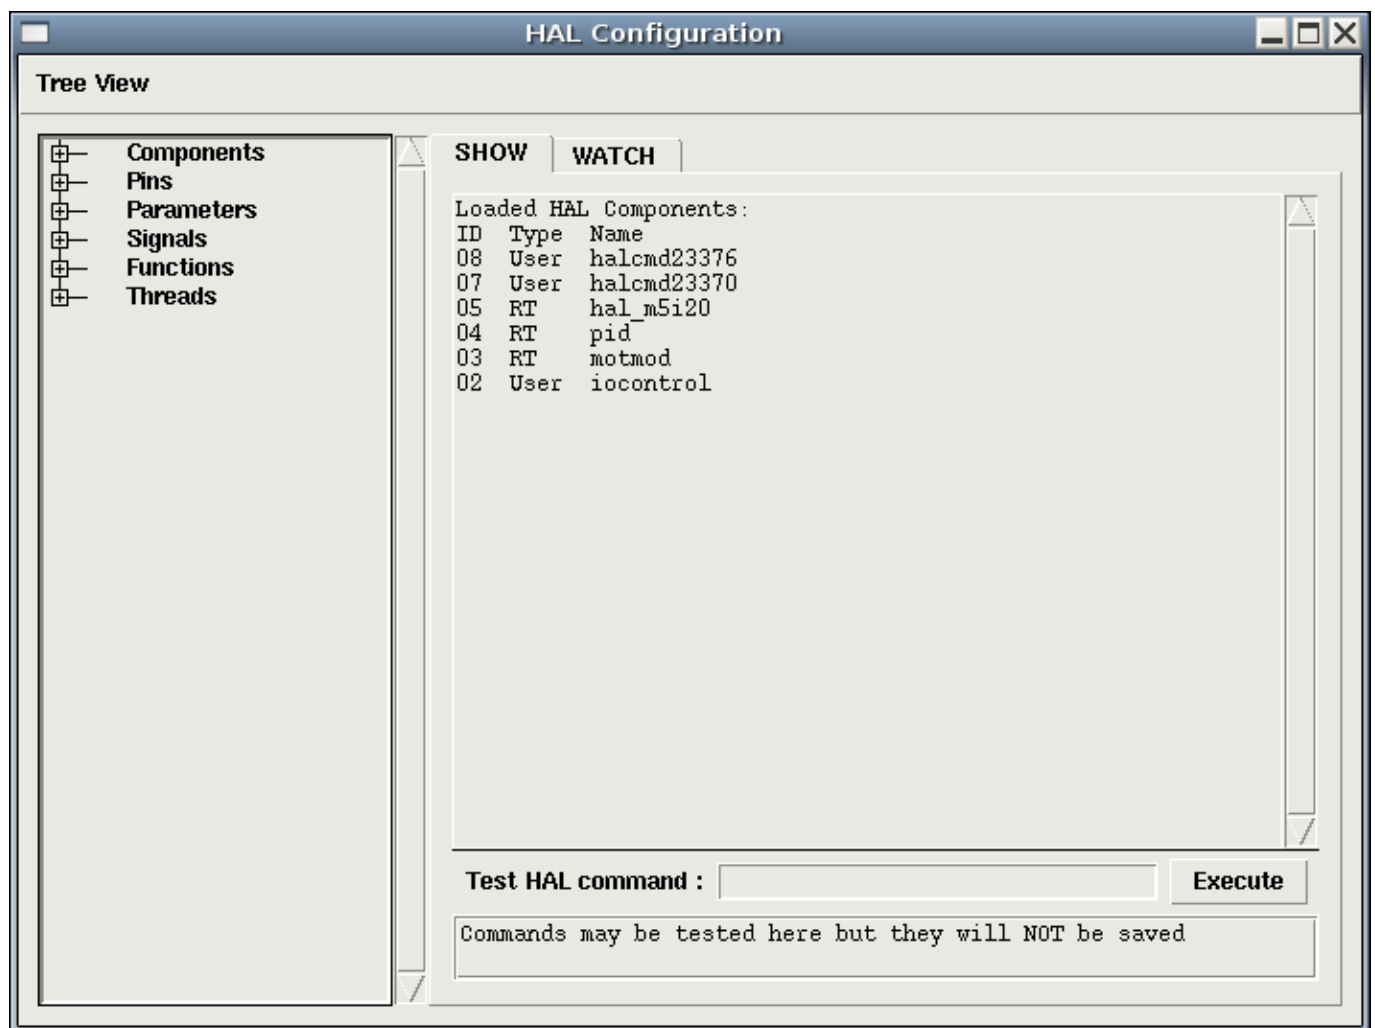 HAL Configuration
Tree View
Components
Pins
Parameters
Signals
Functions
Threads
SHOW WATCH
Loaded HAL Components:
ID Type Name
08 User halcmd23376
07 User halcmd23370
05 RT hal_m5i20
04 RT pid
03 RT motmod
02 User iocontrol
Test HAL command : Execute
Commands may be tested here but they will NOT be saved